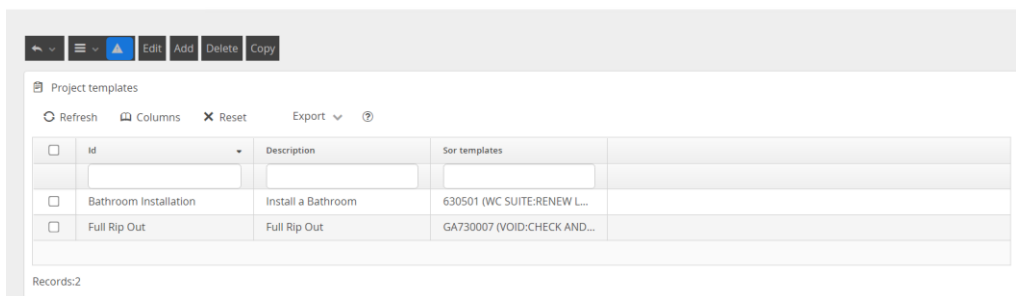 Edit Add Delete Copy
Project templates
Refresh Columns Reset Export
Id Description Sor templates
Bathroom Installation Install a Bathroom 630501 (WC SUITE:RENEW L...
Full Rip Out Full Rip Out GA730007 (VOID:CHECK AND...
Records:2